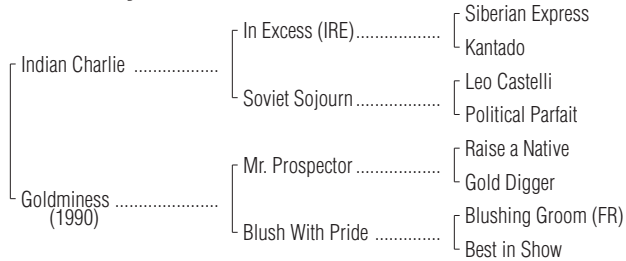 Siberian Express
In Excess (IRE)..................
Kantado
Indian Charlie ..................
Leo Castelli
Soviet Sojourn ..................
Political Parfait
Raise a Native
Mr. Prospector ..................
Gold Digger
Goldminess ......................
(1990)
Blushing Groom (FR)
Blush With Pride ...............
Best in Show